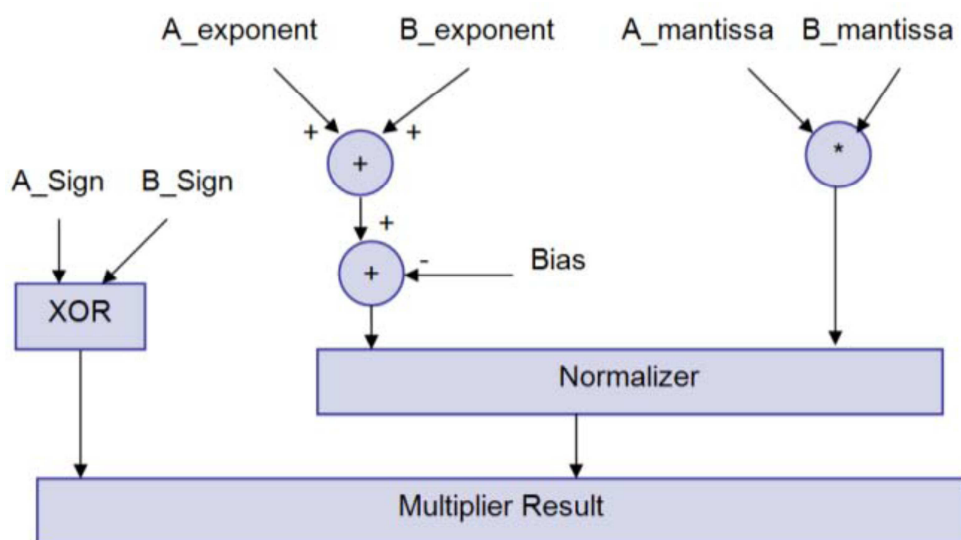 A_exponent B_exponent A_mantissa B_mantissa
+ +
+
*
A_Sign B_Sign
+
-
+
Bias
XOR
Normalizer
Multiplier Result